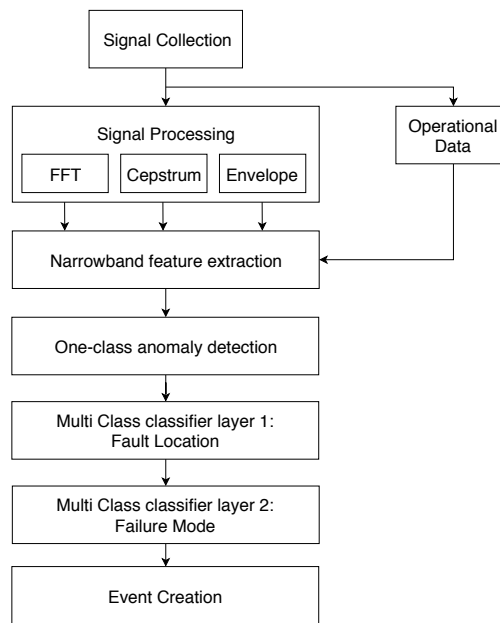 Signal Collection
Signal Processing
Operational
Data
FFT
Cepstrum
Envelope
Narrowband feature extraction
One-class anomaly detection
Multi Class classifier layer 1:
Fault Location
Multi Class classifier layer 2:
Failure Mode
Event Creation